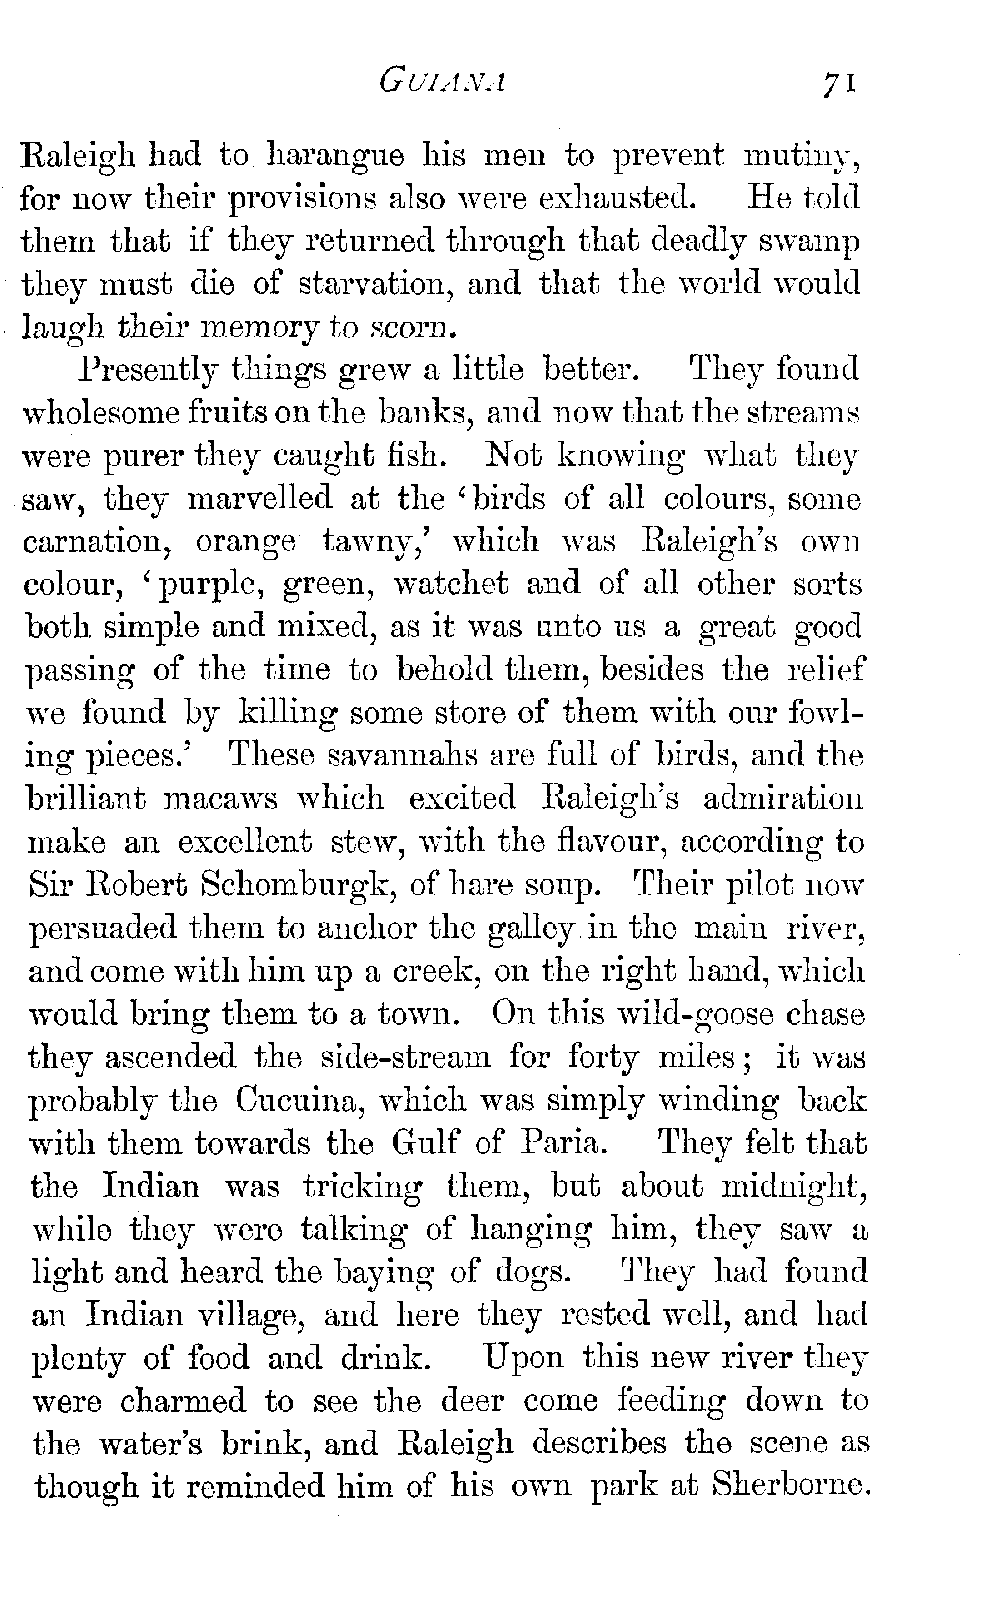 GUIANA 71
Raleigh had to harangue his men to prevent mutiny,
for now their provisions also were exhausted. He told
them that if they returned through that deadly swamp
they must die of starvation, and that the world would
laugh their memory to scorn.
Presently things grew a little better. They found
wholesome fruits on the banks, and now that the streams
were purer they caught fish. Not knowing what they
saw, they marvelled at the ‘birds of all colours, some
carnation, orange tawny,’ which was Raleigh’s own
colour, ‘purple, green, watchet and of all other sorts
both simple and mixed, as it was unto us a great good
passing of the time to behold them, besides the relief
we found by killing some store of them with our fowl-
ing pieces.’ These savannahs are full of birds, and the
brilliant macaws which excited Raleigh’s admiration
make an excellent stew, with the flavour, according to
Sir Robert Schomburgk, of hare soup. Their pilot now
persuaded them to anchor the galley in the main river,
and come with him up a creek, on the right hand, which
would bring them to a town. On this wild-goose chase
they ascended the side-stream for forty miles; it was
probably the Cucuina, which was simply winding back
with them towards the Gulf of Paria. They felt that
the Indian was tricking them, but about midnight,
while they were talking of hanging him, they saw a
light and heard the baying of dogs. They had found
an Indian village, and here they rested well, and had
plenty of food and drink. Upon this new river they
were charmed to see the deer come feeding down to
the water’s brink, and Raleigh describes the scene as
though it reminded him of his own park at Sherborne.